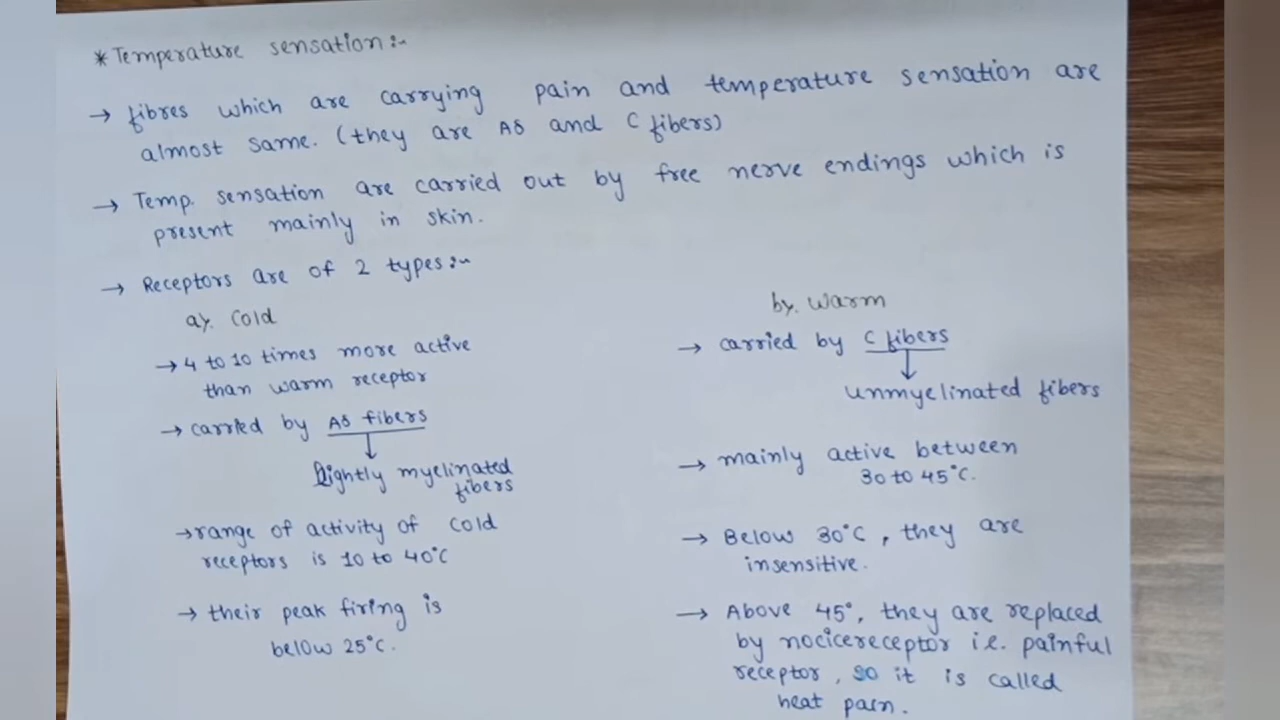 * Temperature sensation:-
→ fibres which are carrying pain and temperature sensation are
almost same. (they are Aδ and C fibers)
→ Temp. sensation are carried out by free nerve endings which is
present mainly in skin.
→ Receptors are of 2 types:-
a). Cold
→ 4 to 10 times more active
than warm receptor
→ carried by Aδ fibers
↓
Lightly myelinated
fibers
→ range of activity of cold
receptors is 10 to 40°C
→ their peak firing is
below 25°C.
b). Warm
→ carried by C fibers
↓
unmyelinated fibers
→ mainly active between
30 to 45°C.
→ Below 30°C, they are
insensitive.
→ Above 45°, they are replaced
by nocicereceptor i.e. painful
receptor, so it is called
heat pain.